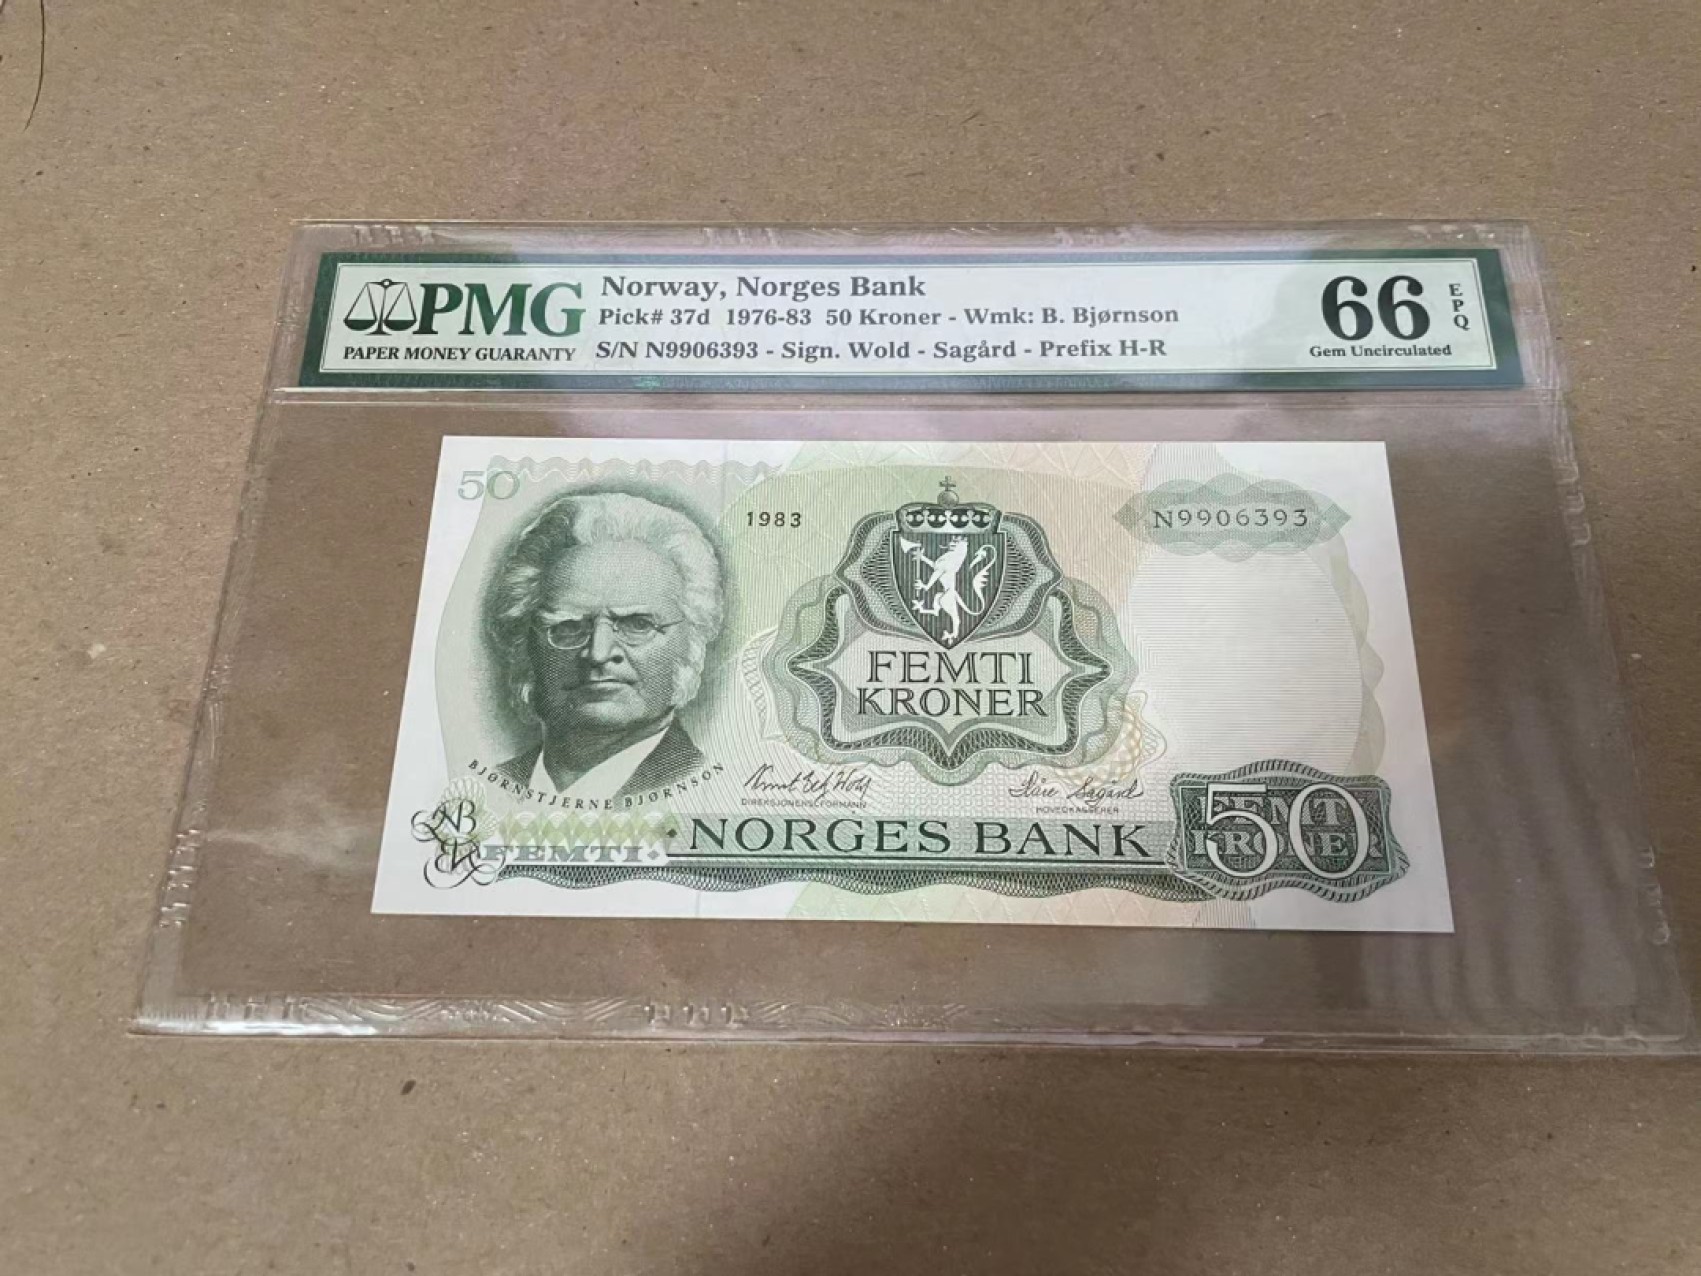 PMG
PAPER MONEY GUARANTY
Norway, Norges Bank
Pick# 37d 1976-83 50 Kroner - Wmk: B. Bjørnson
S/N N9906393 - Sign. Wold - Sagård - Prefix H-R
66 EPQ
Gem Uncirculated
50
1983
N9906393
FEMTI
KRONER
BJØRNSTJERNE BJØRNSON
DIREKSJONENS FORMANN
HOVEDKASSERER
FEMTI
NORGES BANK
50
FEMTI
KRONER